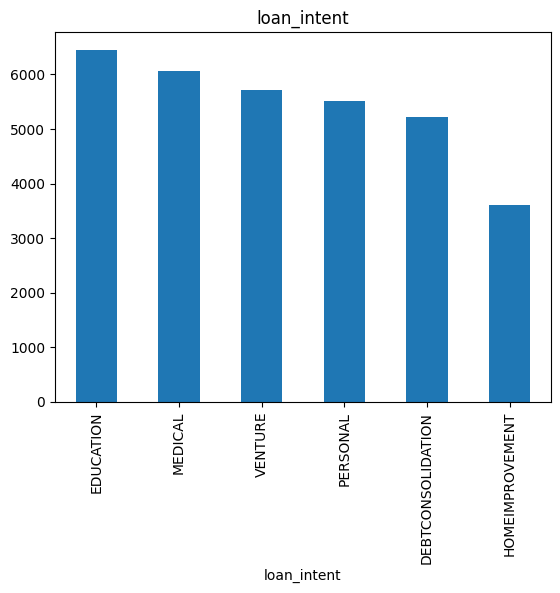 loan_intent
6000
5000
4000
3000
2000
1000
0
EDUCATION
MEDICAL
VENTURE
PERSONAL
DEBTCONSOLIDATION
HOMEIMPROVEMENT
loan_intent